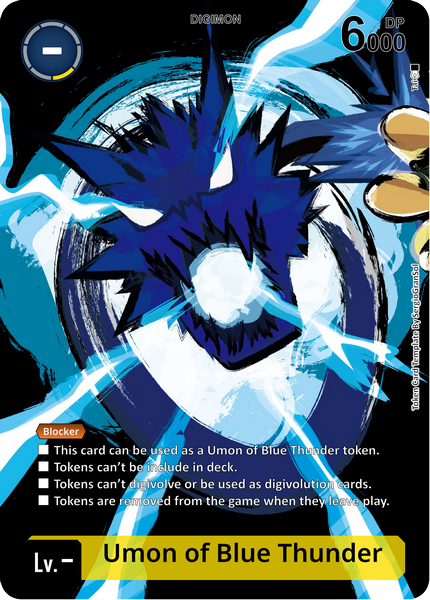 DIGIMON
-
6000
DP
Token Card Template By SergioGranSol
Blocker
This card can be used as a Umon of Blue Thunder token.
Tokens can't be include in deck.
Tokens can't digivolve or be used as digivolution cards.
Tokens are removed from the game when they leave play.
Lv.-
Umon of Blue Thunder